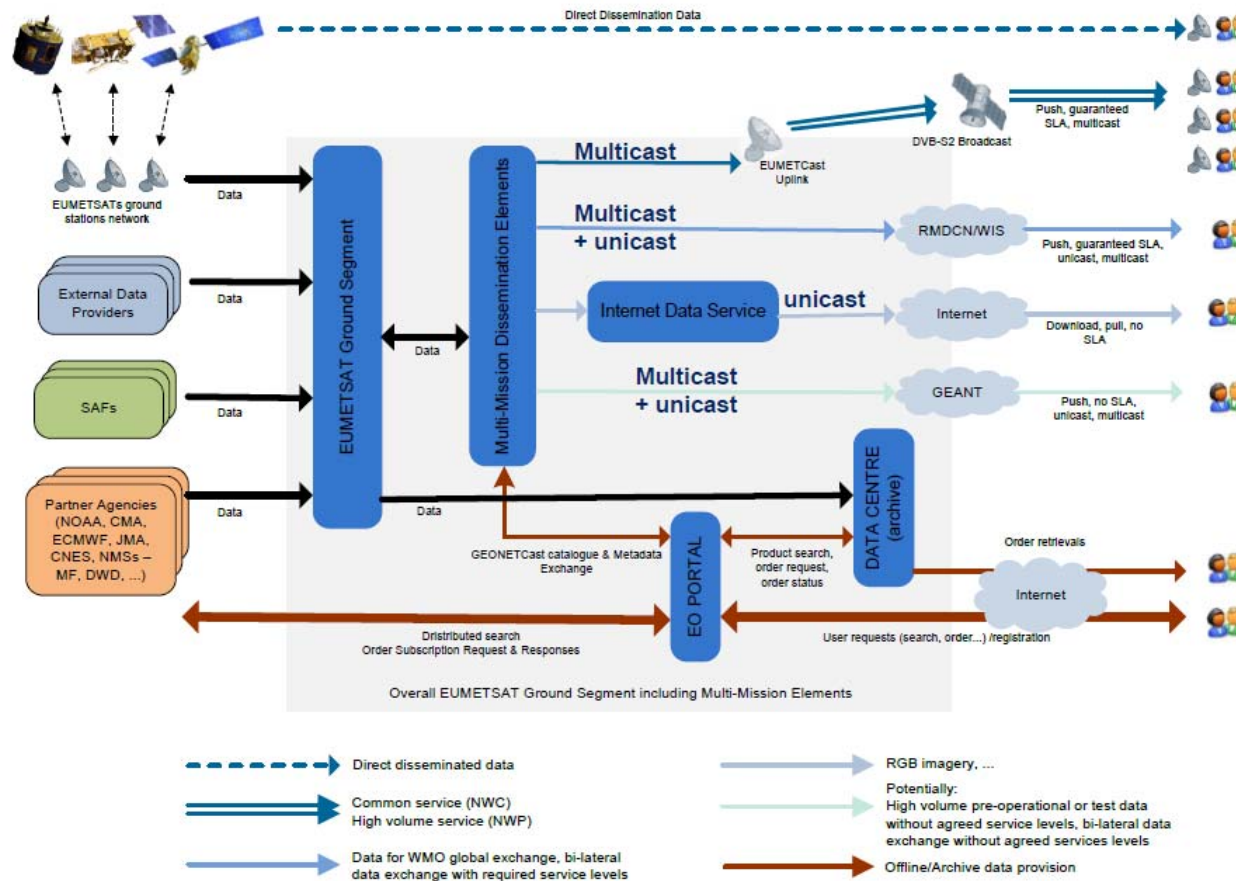 Direct Dissemination Data
Push, guaranteed
SLA, multicast
DVB-S2 Broadcast
Multicast
EUMETCast
Uplink
EUMETSATs ground
stations network
Data
EUMETSAT Ground Segment
Multi-Mission Dissemination Elements
Multicast
+ unicast
RMDCN/WIS
Push, guaranteed SLA,
unicast, multicast
External Data
Providers
Data
Internet Data Service
unicast
Internet
Download, pull, no
SLA
Data
SAFs
Data
Multicast
+ unicast
GEANT
Push, no SLA,
unicast, multicast
Partner Agencies
(NOAA, CMA,
ECMWF, JMA,
CNES, NMSs –
MF, DWD, ...)
Data
Data
DATA CENTRE
(archive)
GEONETCast catalogue & Metadata
Exchange
EO PORTAL
Product search,
order request,
order status
Order retrievals
Internet
Dristributed search
Order Subscription Request & Responses
User requests (search, order...) /registration
Overall EUMETSAT Ground Segment including Multi-Mission Elements
Direct disseminated data
Common service (NWC)
High volume service (NWP)
Data for WMO global exchange, bi-lateral
data exchange with required service levels
RGB imagery, ...
Potentially:
High volume pre-operational or test data
without agreed service levels, bi-lateral data
exchange without agreed services levels
Offline/Archive data provision